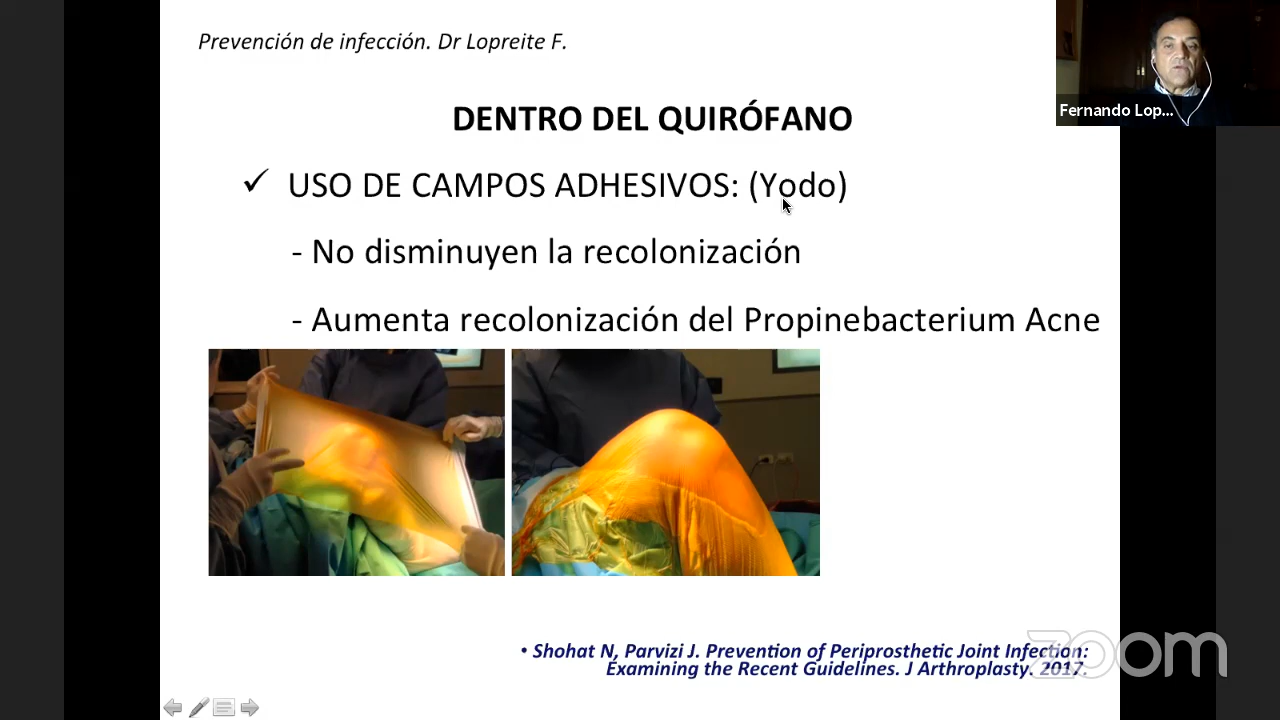 Prevención de infección. Dr Lopreite F.
Fernando Lop...
DENTRO DEL QUIRÓFANO
✓ USO DE CAMPOS ADHESIVOS: (Yodo)
- No disminuyen la recolonización
- Aumenta recolonización del Propinebacterium Acne
• Shohat N, Parvizi J. Prevention of Periprosthetic Joint Infection:
Examining the Recent Guidelines. J Arthroplasty. 2017.
zoom